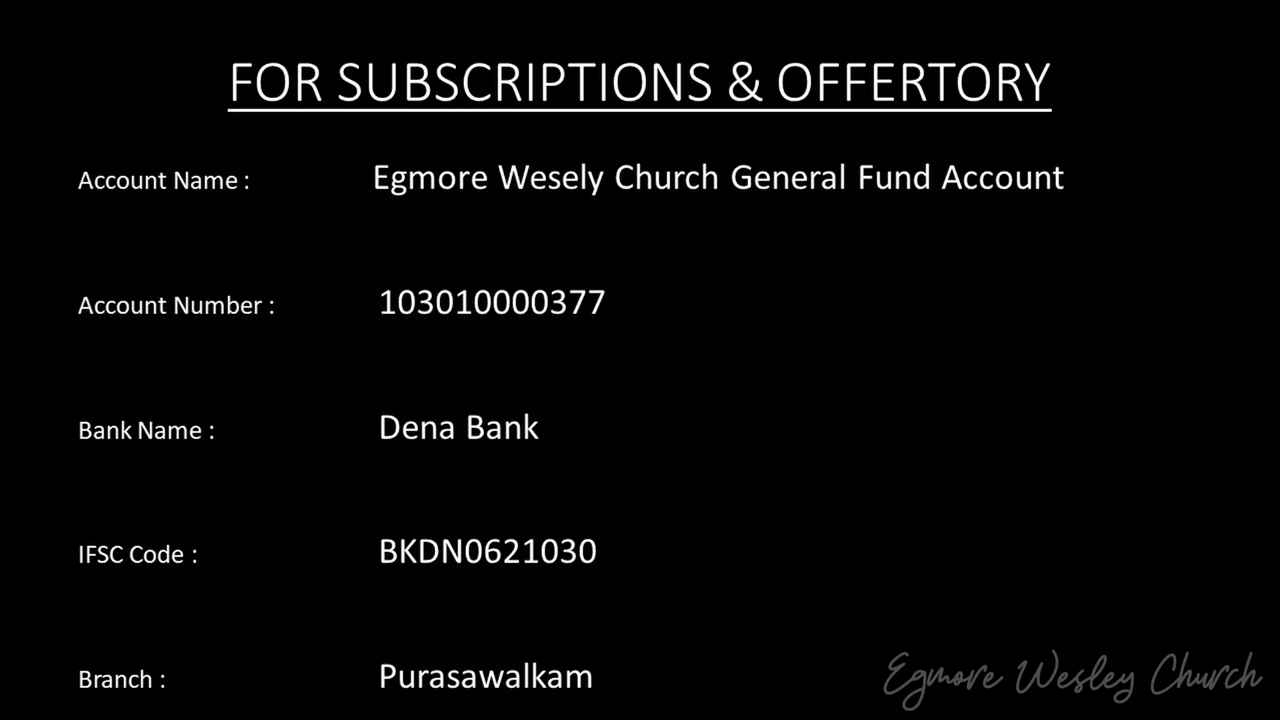 FOR SUBSCRIPTIONS & OFFERTORY
Account Name : Egmore Wesely Church General Fund Account
Account Number : 103010000377
Bank Name : Dena Bank
IFSC Code : BKDN0621030
Branch : Purasawalkam
Egmore Wesley Church